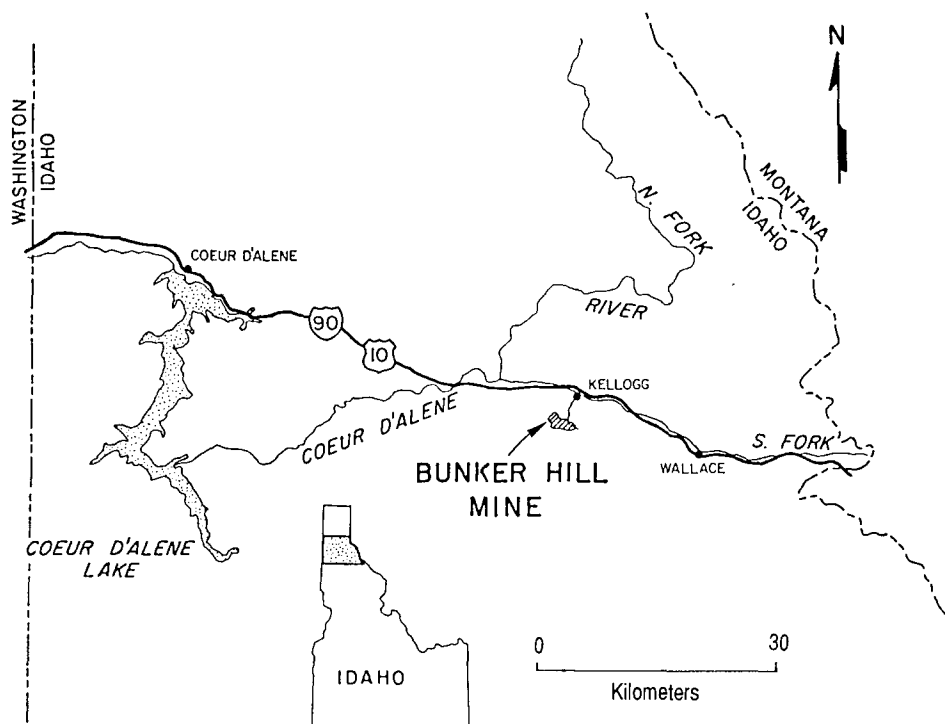 N
WASHINGTON
IDAHO
MONTANA
IDAHO
N. FORK
COEUR D'ALENE
RIVER
90
10
KELLOGG
COEUR D'ALENE
S. FORK
WALLACE
BUNKER HILL
MINE
COEUR D'ALENE
LAKE
IDAHO
0 30
Kilometers